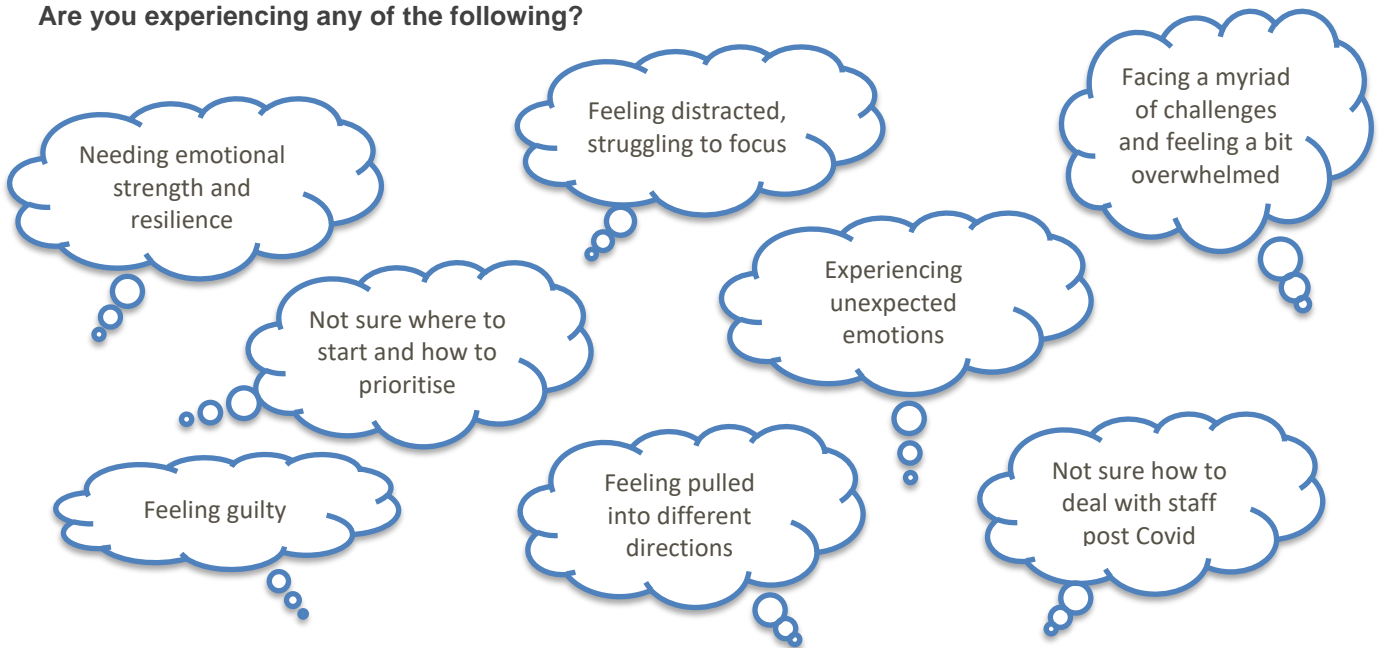 Are you experiencing any of the following?
Needing emotional
strength and
resilience
Feeling distracted,
struggling to focus
Facing a myriad
of challenges
and feeling a bit
overwhelmed
Not sure where to
start and how to
prioritise
Experiencing
unexpected
emotions
Feeling guilty
Feeling pulled
into different
directions
Not sure how to
deal with staff
post Covid